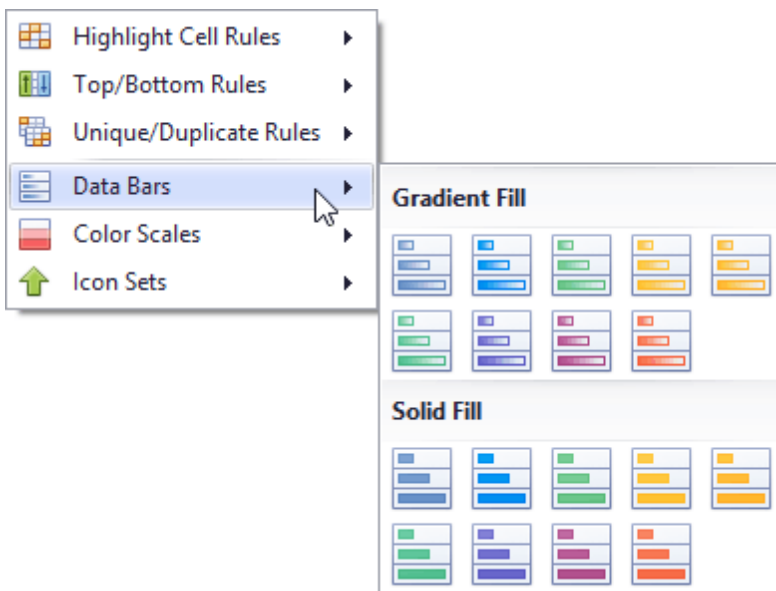 Highlight Cell Rules
Top/Bottom Rules
Unique/Duplicate Rules
Data Bars
Color Scales
Icon Sets
Gradient Fill
Solid Fill